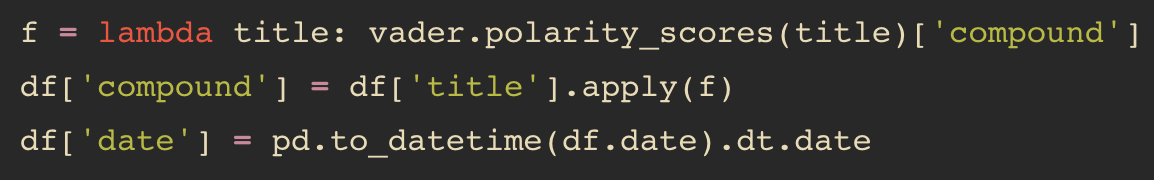 f = lambda title: vader.polarity_scores(title)['compound']
df['compound'] = df['title'].apply(f)
df['date'] = pd.to_datetime(df.date).dt.date